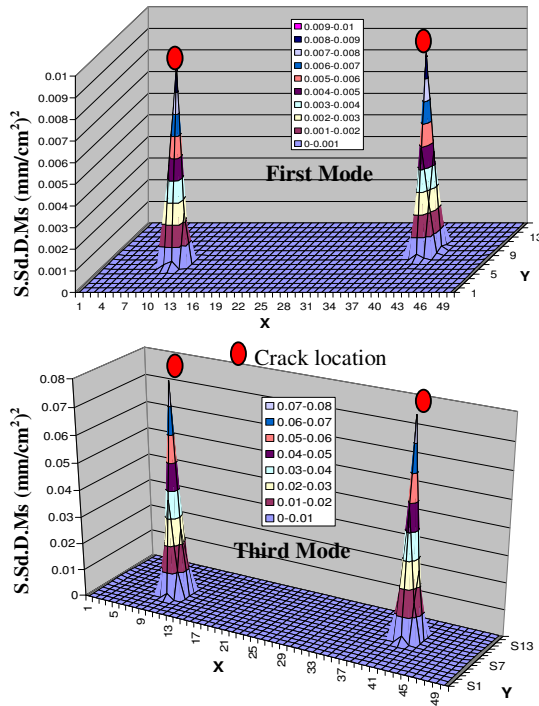 S.Sd.D.Ms (mm/cm²)²
0.01
0.009
0.008
0.007
0.006
0.005
0.004
0.003
0.002
0.001
0
0.009-0.01
0.008-0.009
0.007-0.008
0.006-0.007
0.005-0.006
0.004-0.005
0.003-0.004
0.002-0.003
0.001-0.002
0-0.001
First Mode
1 4 7 10 13 16 19 22 25 28 31 34 37 40 43 46 49
X
1 5 9 13
Y
Crack location
S.Sd.D.Ms (mm/cm²)²
0.08
0.07
0.06
0.05
0.04
0.03
0.02
0.01
0
0.07-0.08
0.06-0.07
0.05-0.06
0.04-0.05
0.03-0.04
0.02-0.03
0.01-0.02
0-0.01
Third Mode
1 5 9 13 17 21 25 29 33 37 41 45 49
X
S1 S7 S13
Y